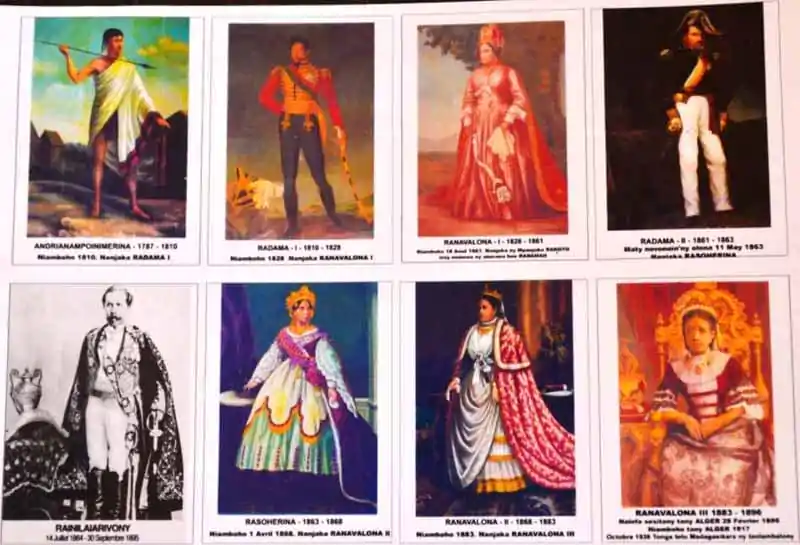 ANDRIANAMPOINIMERINA - 1787 - 1810
Niamboho 1810. Nanjaka RADAMA I
RADAMA - I - 1810 - 1828
Niamboho 1828. Nanjaka RANAVALONA I
RANAVALONA - I - 1828 - 1861
Niamboho 16 Aout 1861. Nanjaka ny Mpanjaka
RADAMA - II - 1861 - 1863
Maty novonoin'ny olona 11 May 1863
Nanjaka RASOHERINA
RAINILAIARIVONY
14 Juillet 1864 - 30 Septembre 1895
RASOHERINA - 1863 - 1868
Niamboho 1 Avril 1868. Nanjaka RANAVALONA II
RANAVALONA - II - 1868 - 1883
Niamboho 1883. Nanjaka RANAVALONA III
RANAVALONA III 1883 - 1896
sesitany tany ALGER 28 Fevrier 1896
Niamboho tany ALGER 1917
Octobre 1938 Tonga teto Madagasikara ny